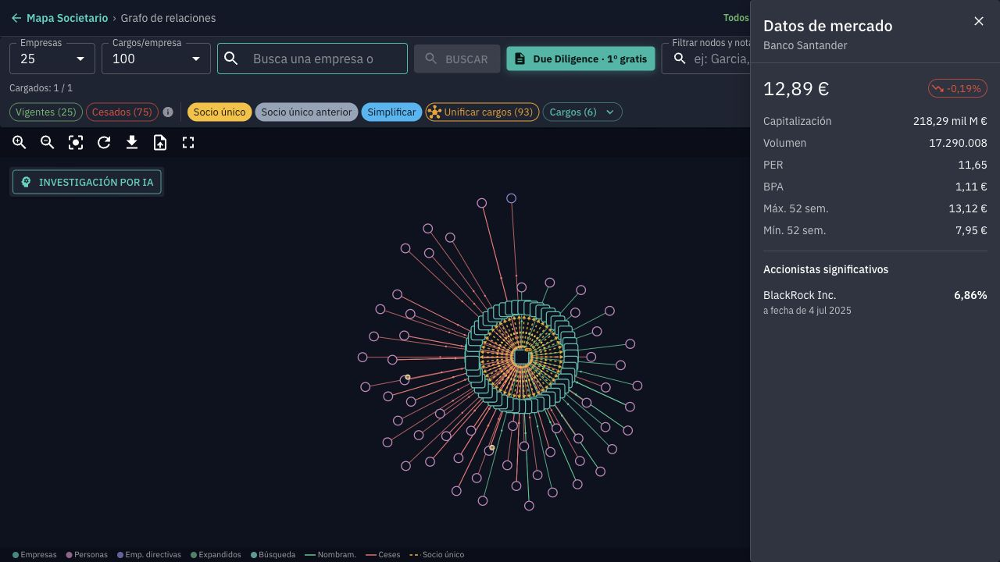 Mapa Societario › Grafo de relaciones
Todos
Empresas
25
Cargos/empresa
100
Busca una empresa o
BUSCAR
Due Diligence · 1º gratis
Filtrar nodos y nota
ej: Garcia,
Cargados: 1 / 1
Vigentes (25)
Cesados (75)
Socio único
Socio único anterior
Simplificar
Unificar cargos (93)
Cargos (6)
INVESTIGACIÓN POR IA
Empresas
Personas
Emp. directivas
Expandidos
Búsqueda
Nombram.
Ceses
Socio único
Datos de mercado
Banco Santander
12,89 €
-0,19%
Capitalización 218,29 mil M €
Volumen 17.290.008
PER 11,65
BPA 1,11 €
Máx. 52 sem. 13,12 €
Mín. 52 sem. 7,95 €
Accionistas significativos
BlackRock Inc. 6,86%
a fecha de 4 jul 2025